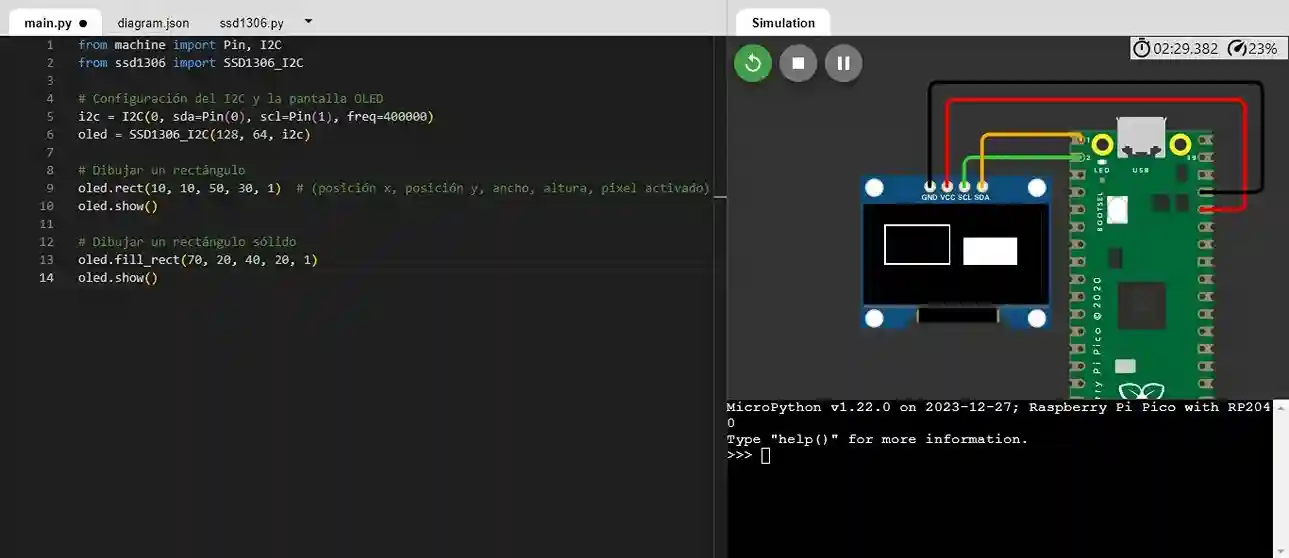 main.py ●
diagram.json
ssd1306.py
Simulation
1 from machine import Pin, I2C
2 from ssd1306 import SSD1306_I2C
3
4 # Configuración del I2C y la pantalla OLED
5 i2c = I2C(0, sda=Pin(0), scl=Pin(1), freq=400000)
6 oled = SSD1306_I2C(128, 64, i2c)
7
8 # Dibujar un rectángulo
9 oled.rect(10, 10, 50, 30, 1)  # (posición x, posición y, ancho, altura, pixel activado)
10 oled.show()
11
12 # Dibujar un rectángulo sólido
13 oled.fill_rect(70, 20, 40, 20, 1)
14 oled.show()
02:29.382 23%
GND VCC SCL SDA
1
2
39
LED
USB
BOOTSEL
rry Pi Pico © 2020
MicroPython v1.22.0 on 2023-12-27; Raspberry Pi Pico with RP204
0
Type "help()" for more information.
>>>